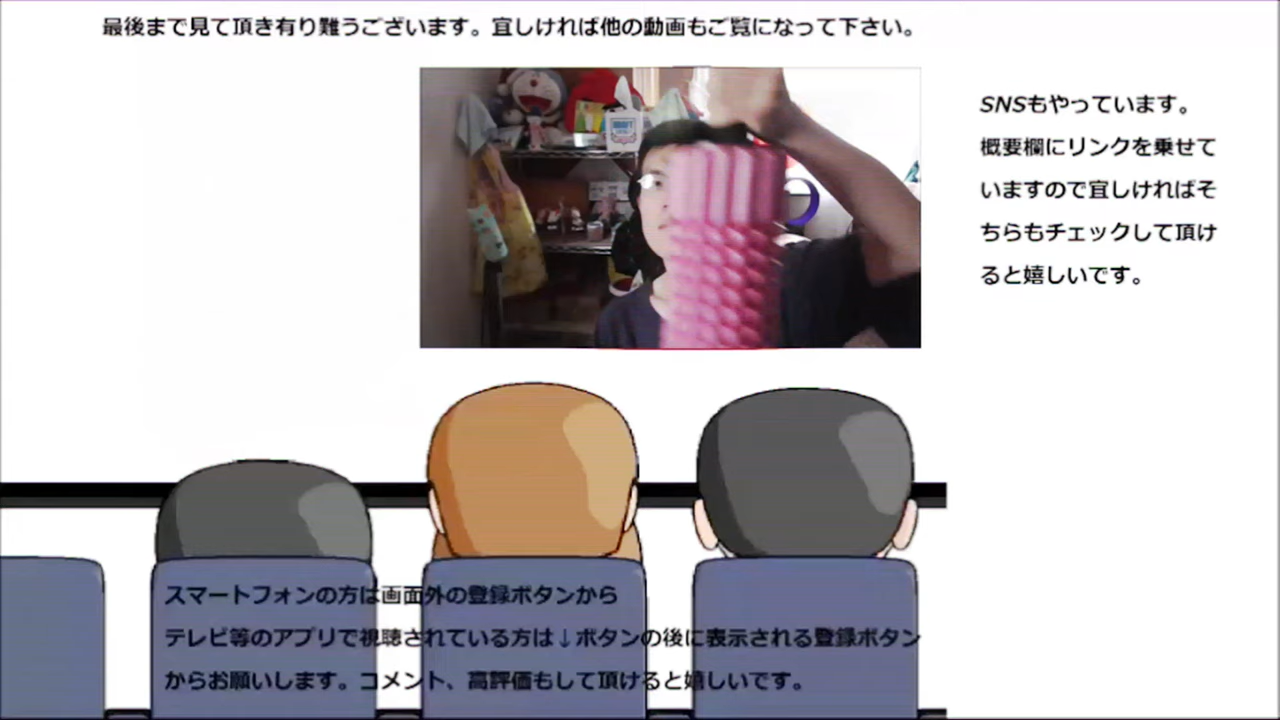 最後まで見て頂き有り難うございます。宜しければ他の動画もご覧になって下さい。
SNSもやっています。
概要欄にリンクを乗せて
いますので宜しければそ
ちらもチェックして頂け
ると嬉しいです。
スマートフォンの方は画面外の登録ボタンから
テレビ等のアプリで視聴されている方は↓ボタンの後に表示される登録ボタン
からお願いします。コメント、高評価もして頂けると嬉しいです。